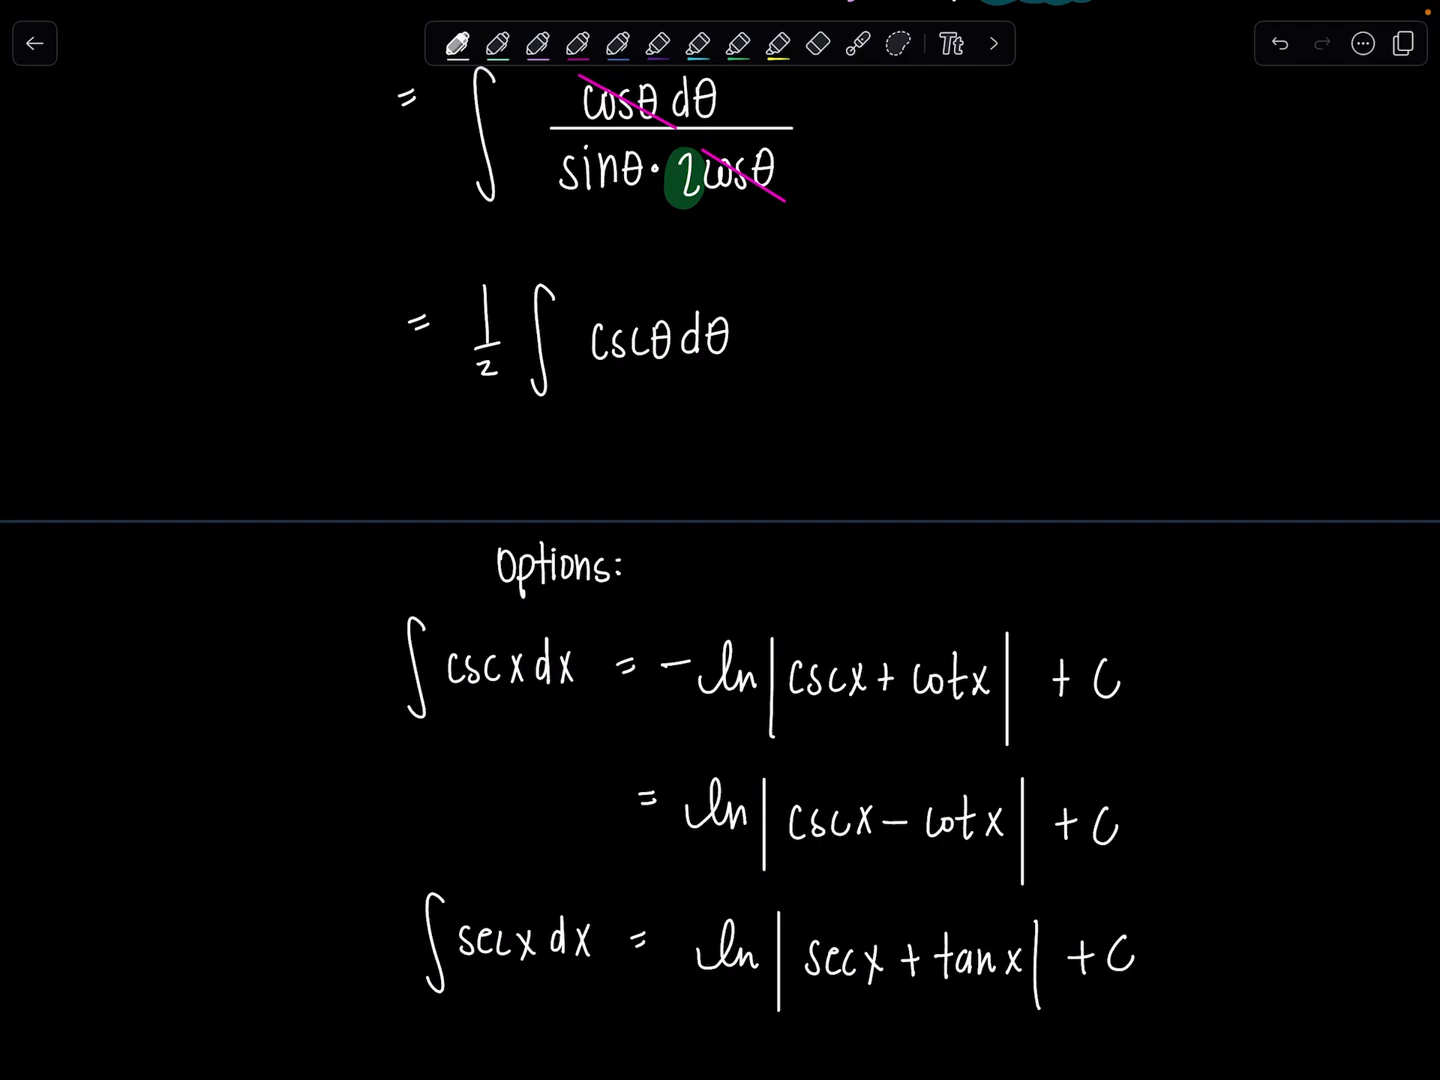 Tt
= ∫ cosθ dθ / sinθ · 2cosθ
= 1/2 ∫ cscθ dθ
Options:
∫ cscx dx = -ln|cscx + cotx| + C
= ln|cscx - cotx| + C
∫ secx dx = ln|secx + tanx| + C